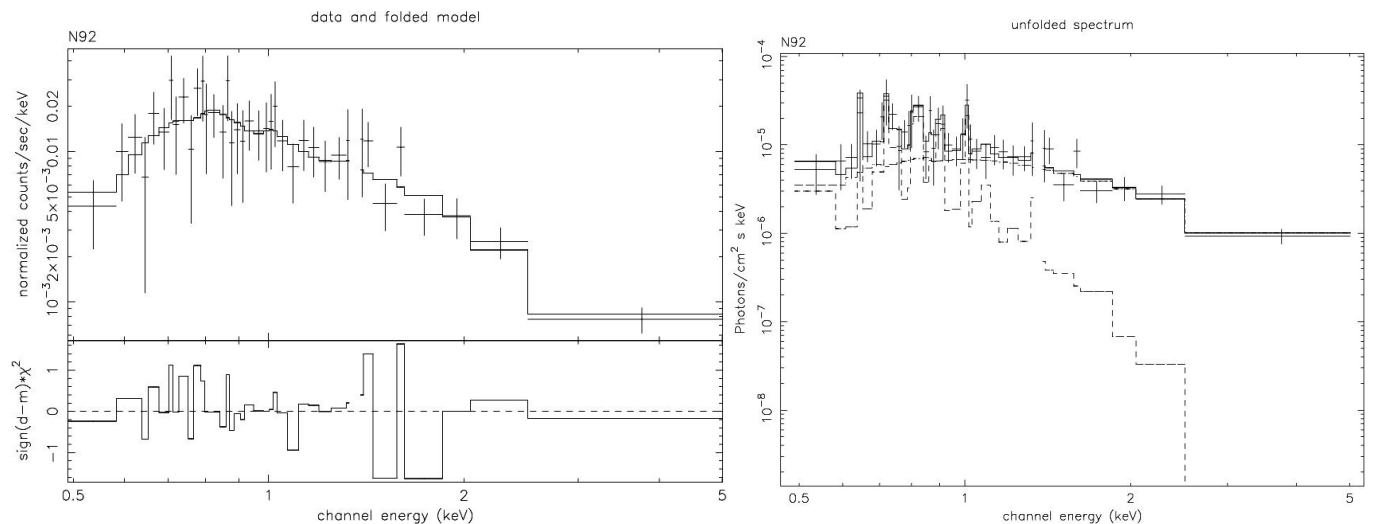 data and folded model
N92
normalized counts/sec/keV
0.02
0.01
5×10⁻³
2×10⁻³
10⁻³
sign(d−m)*χ²
1
0
−1
0.5 1 2 5
channel energy (keV)
unfolded spectrum
N92
Photons/cm² s keV
10⁻⁴
10⁻⁵
10⁻⁶
10⁻⁷
10⁻⁸
0.5 1 2 5
channel energy (keV)